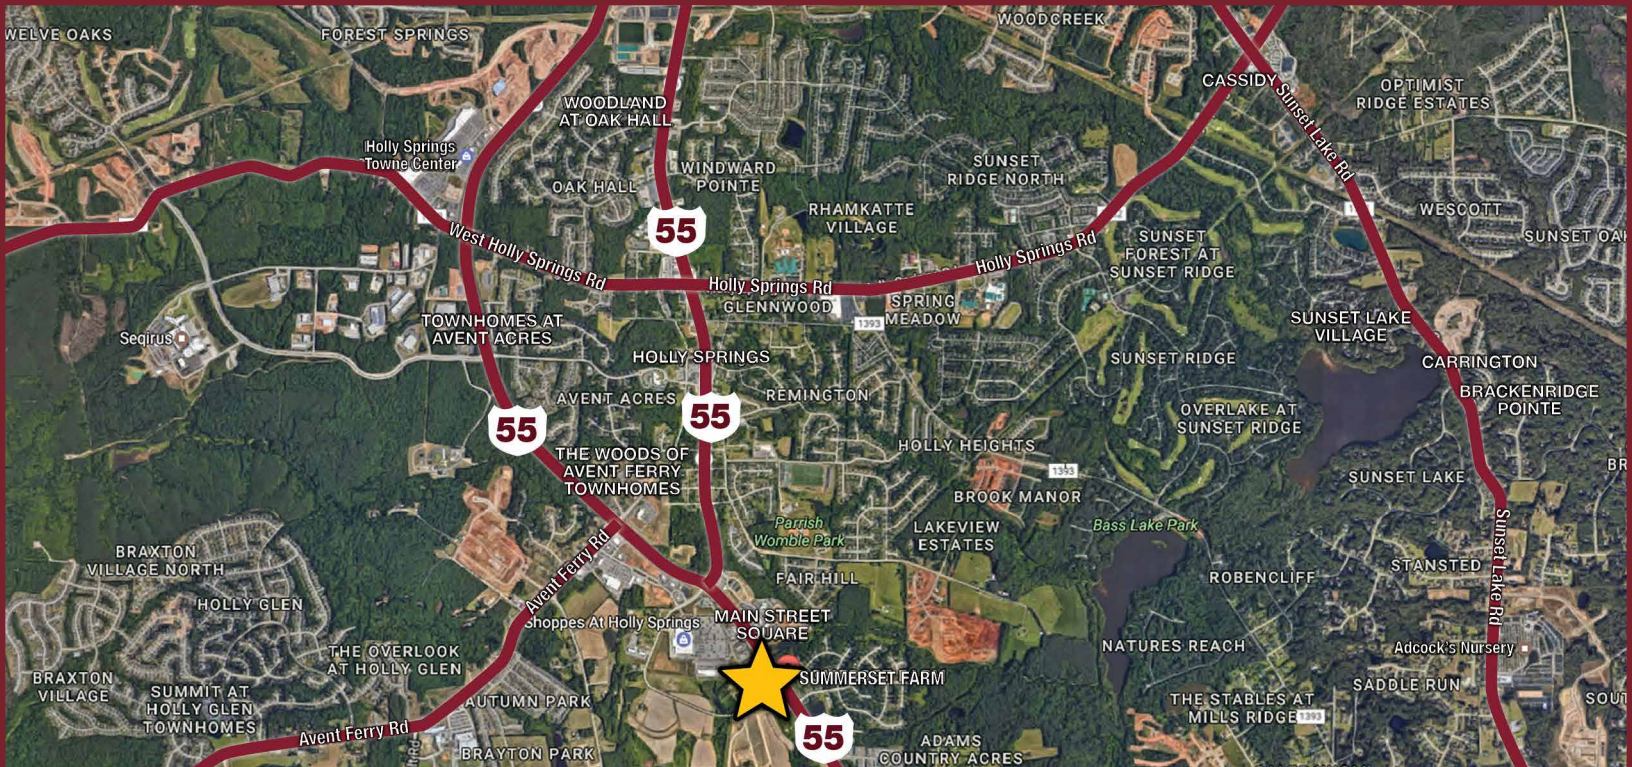 WELVE OAKS
FOREST SPRINGS
WOODCREEK
CASSIDY
OPTIMIST
RIDGE ESTATES
Sunset Lake Rd
WOODLAND
AT OAK HALL
Holly Springs
Towne Center
WINDWARD
POINTE
OAK HALL
SUNSET
RIDGE NORTH
RHAMKATTE
VILLAGE
WESCOTT
SUNSET OAK
55
West Holly Springs Rd
Holly Springs Rd
Holly Springs Rd
SUNSET
FOREST AT
SUNSET RIDGE
GLENNWOOD
SPRING
MEADOW
1393
Seqirus
TOWNHOMES AT
AVENT ACRES
SUNSET LAKE
VILLAGE
HOLLY SPRINGS
SUNSET RIDGE
CARRINGTON
AVENT ACRES
REMINGTON
BRACKENRIDGE
POINTE
55
55
OVERLAKE AT
SUNSET RIDGE
HOLLY HEIGHTS
THE WOODS OF
AVENT FERRY
TOWNHOMES
1393
SUNSET LAKE
BR
BROOK MANOR
Parrish
Womble Park
LAKEVIEW
ESTATES
Bass Lake Park
Sunset Lake Rd
BRAXTON
VILLAGE NORTH
Avent Ferry Rd
FAIR HILL
ROBENCLIFF
STANSTED
HOLLY GLEN
Shoppes At Holly Springs
MAIN STREET
SQUARE
NATURES REACH
Adcock's Nursery
THE OVERLOOK
AT HOLLY GLEN
SUMMERSET FARM
BRAXTON
VILLAGE
SUMMIT AT
HOLLY GLEN
TOWNHOMES
AUTUMN PARK
THE STABLES AT
MILLS RIDGE
1393
SADDLE RUN
SOUT
Avent Ferry Rd
55
BRAYTON PARK
ADAMS
COUNTRY ACRES